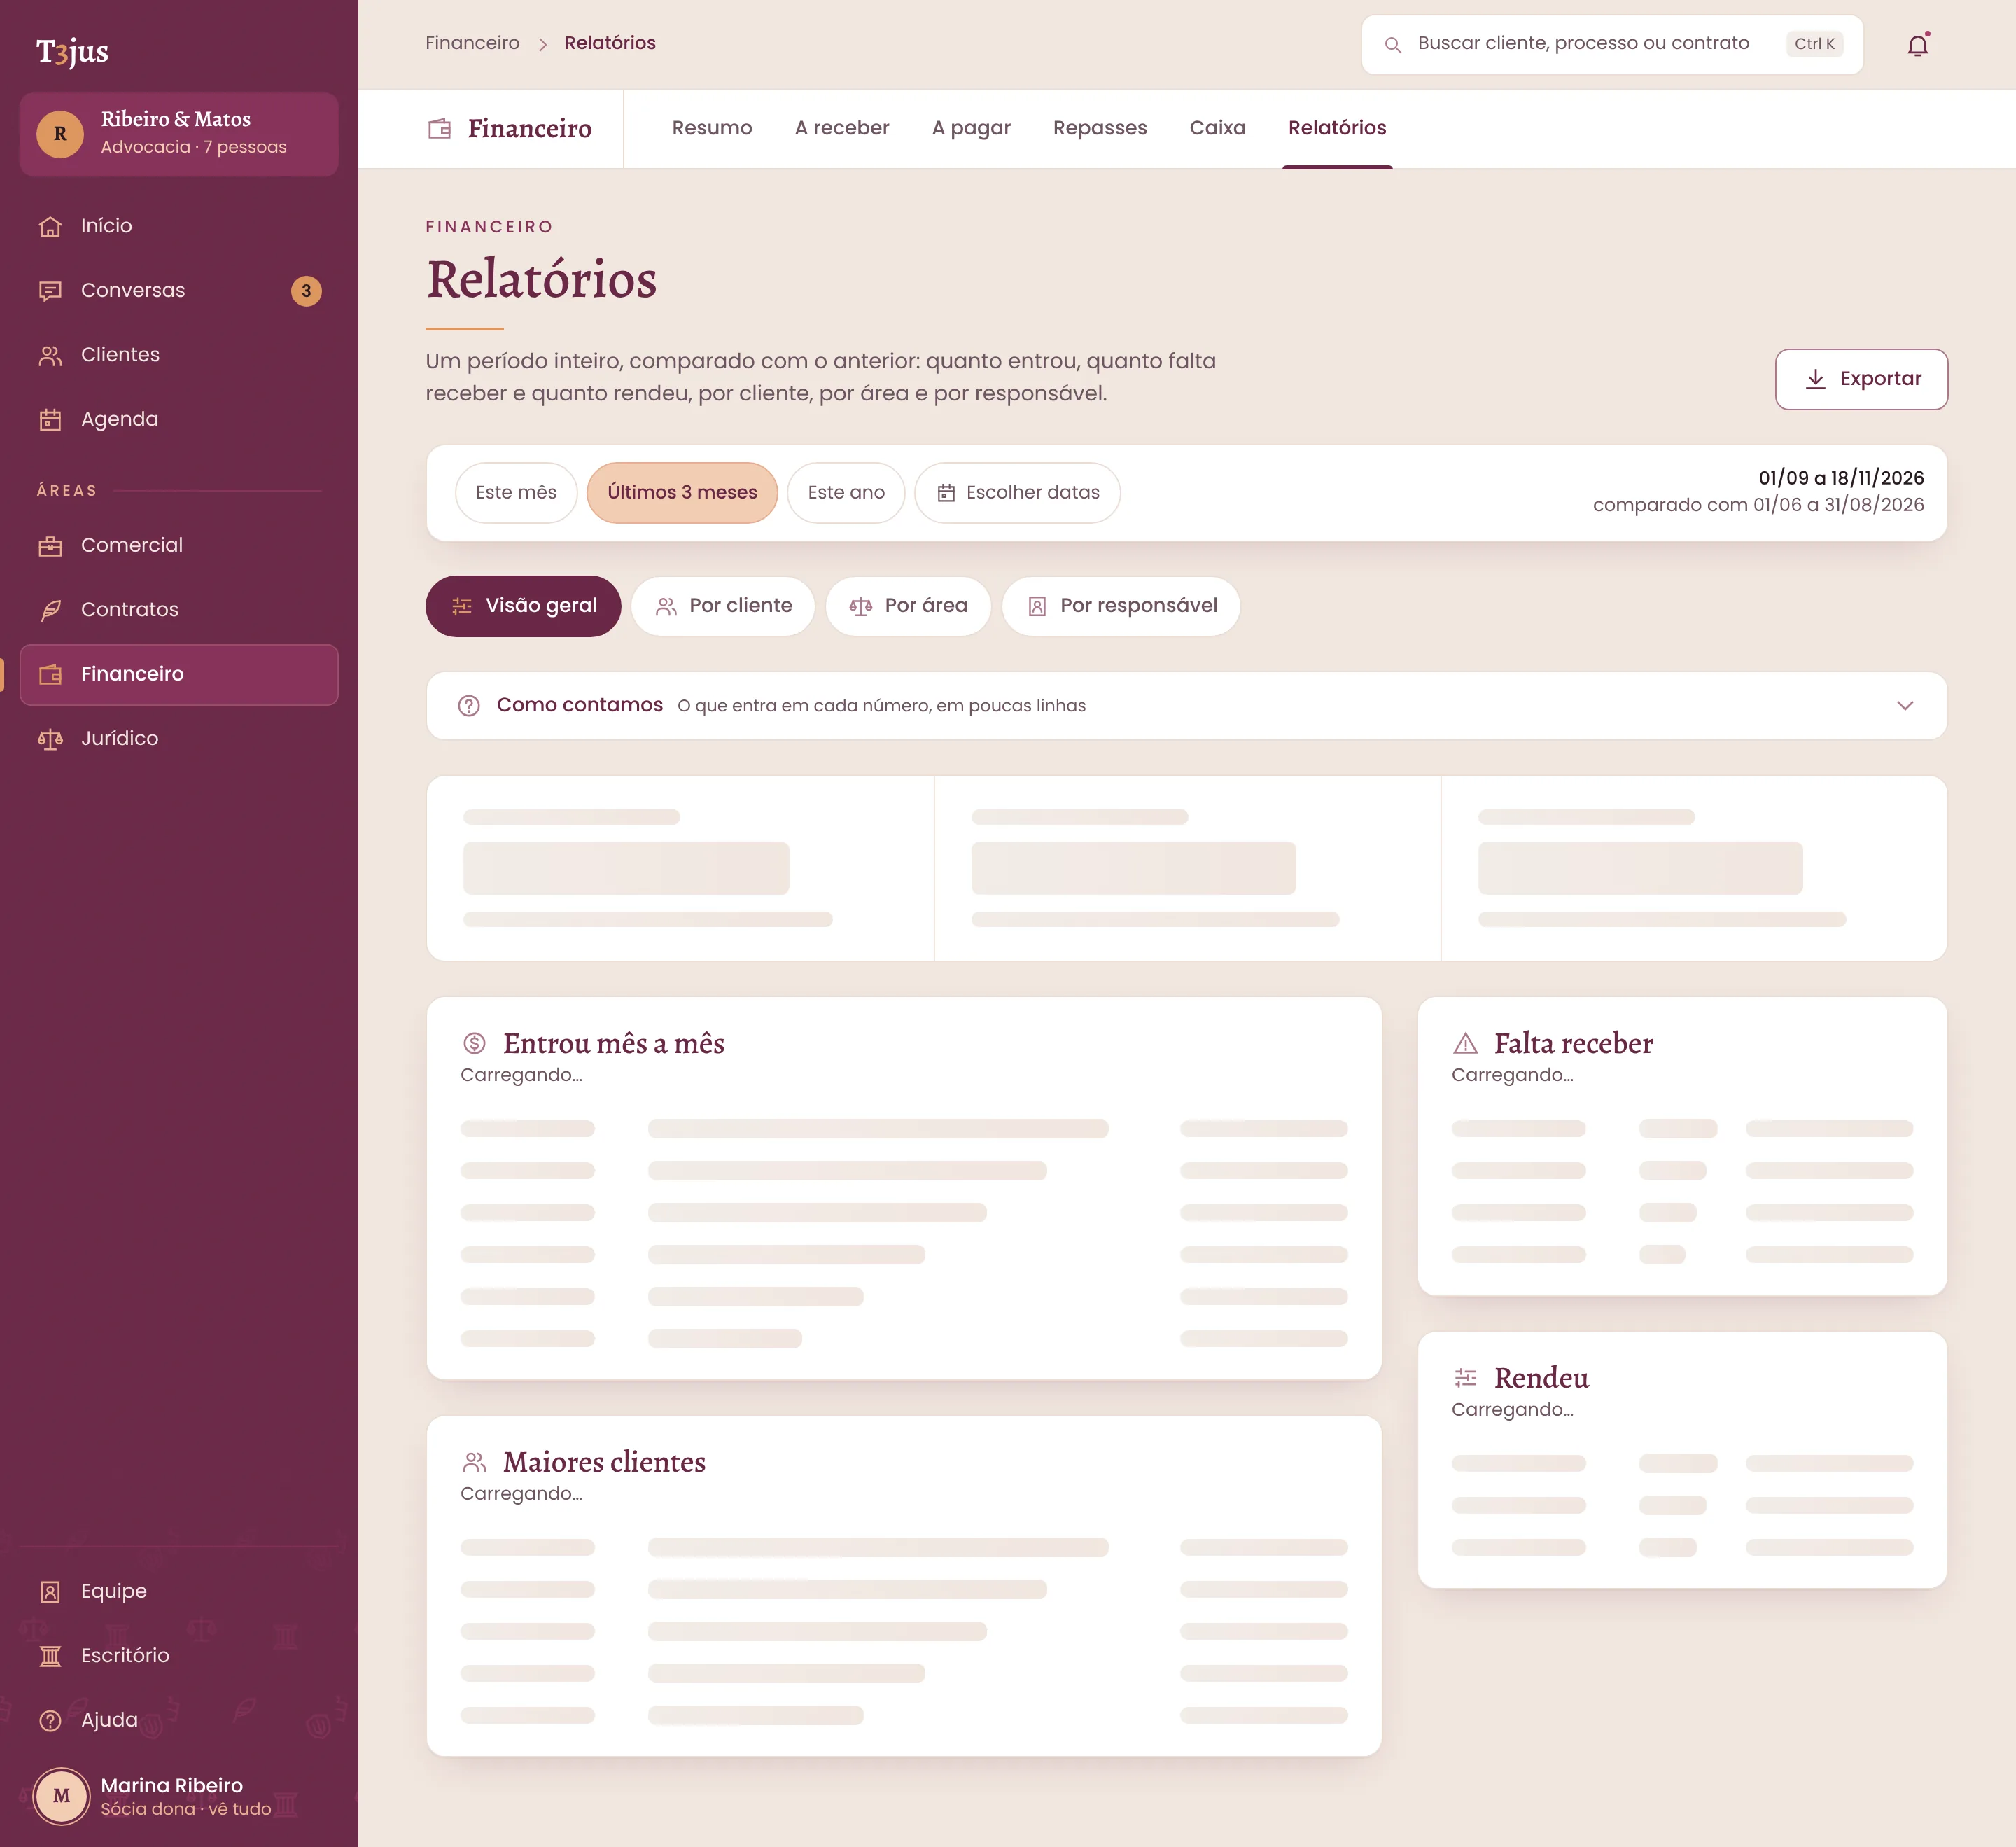 T3jus
R
Ribeiro & Matos
Advocacia · 7 pessoas
Início
Conversas
3
Clientes
Agenda
ÁREAS
Comercial
Contratos
Financeiro
Jurídico
Equipe
Escritório
Ajuda
M
Marina Ribeiro
Sócia dona · vê tudo
Financeiro
Relatórios
Buscar cliente, processo ou contrato
Ctrl K
Financeiro
Resumo
A receber
A pagar
Repasses
Caixa
Relatórios
FINANCEIRO
Relatórios
Um período inteiro, comparado com o anterior: quanto entrou, quanto falta
receber e quanto rendeu, por cliente, por área e por responsável.
Exportar
Este mês
Últimos 3 meses
Este ano
Escolher datas
01/09 a 18/11/2026
comparado com 01/06 a 31/08/2026
Visão geral
Por cliente
Por área
Por responsável
Como contamos
O que entra em cada número, em poucas linhas
Entrou mês a mês
Carregando...
Falta receber
Carregando...
Rendeu
Carregando...
Maiores clientes
Carregando...